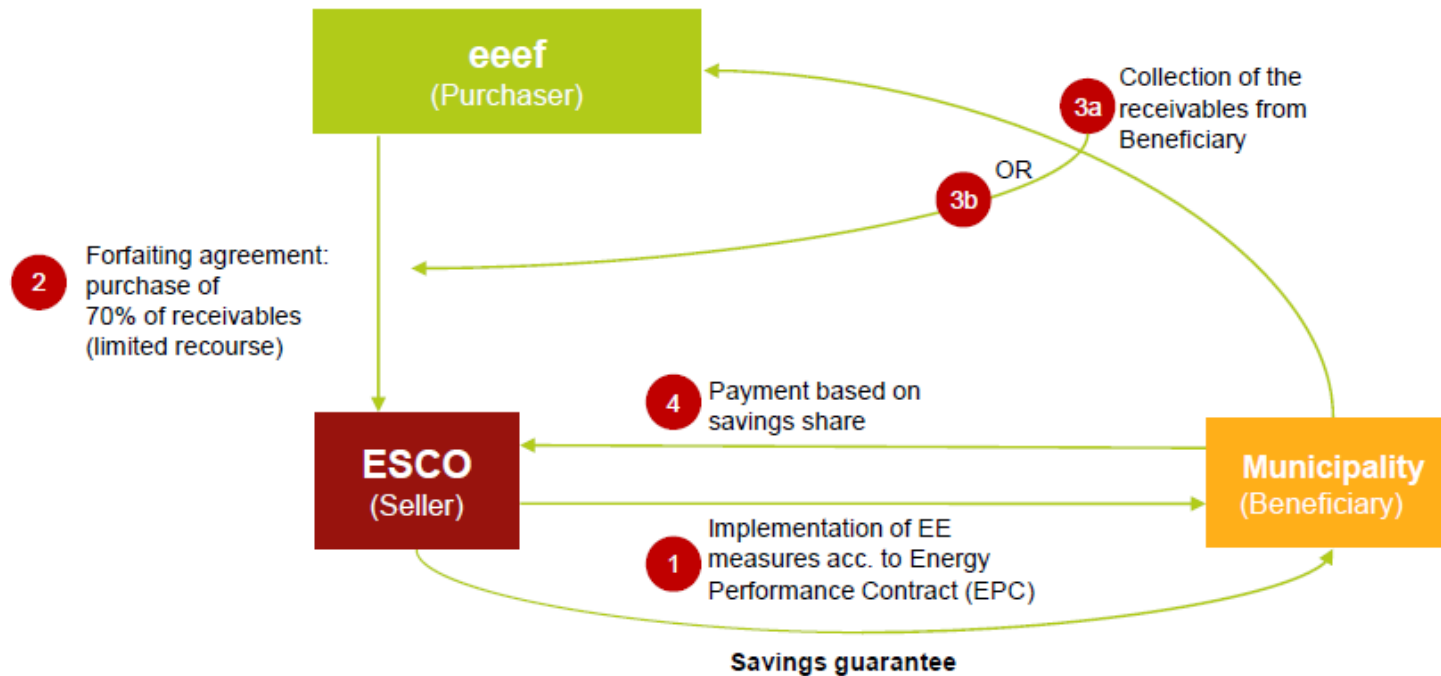 eeef
(Purchaser)
3a
Collection of the
receivables from
Beneficiary
OR
3b
2
Forfaiting agreement:
purchase of
70% of receivables
(limited recourse)
4
Payment based on
savings share
ESCO
(Seller)
Municipality
(Beneficiary)
1
Implementation of EE
measures acc. to Energy
Performance Contract (EPC)
Savings guarantee